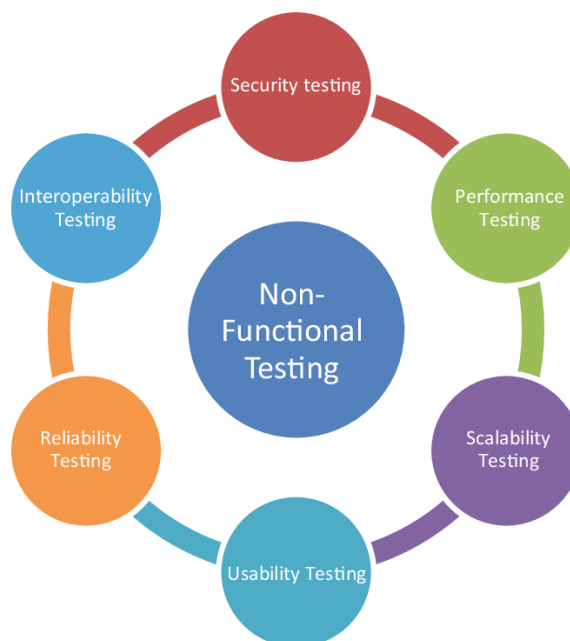 Security testing
Interoperability
Testing
Performance
Testing
Non-
Functional
Testing
Reliability
Testing
Scalability
Testing
Usability Testing